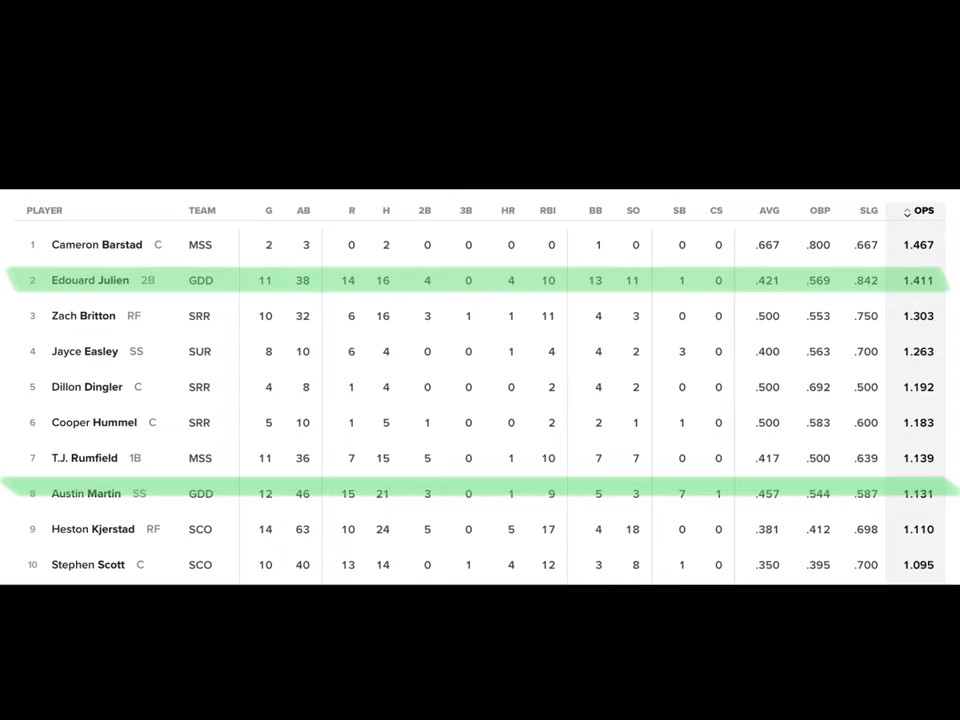 PLAYER TEAM G AB R H 2B 3B HR RBI BB SO SB CS AVG OBP SLG OPS
1 Cameron Barstad C MSS 2 3 0 2 0 0 0 0 1 0 0 0 .667 .800 .667 1.467
2 Edouard Julien 2B GDD 11 38 14 16 4 0 4 10 13 11 1 0 .421 .569 .842 1.411
3 Zach Britton RF SRR 10 32 6 16 3 1 1 11 4 3 0 0 .500 .553 .750 1.303
4 Jayce Easley SS SUR 8 10 6 4 0 0 1 4 4 2 3 0 .400 .563 .700 1.263
5 Dillon Dingler C SRR 4 8 1 4 0 0 0 2 4 2 0 0 .500 .692 .500 1.192
6 Cooper Hummel C SRR 5 10 1 5 1 0 0 2 2 1 1 0 .500 .583 .600 1.183
7 T.J. Rumfield 1B MSS 11 36 7 15 5 0 1 10 7 7 0 0 .417 .500 .639 1.139
8 Austin Martin SS GDD 12 46 15 21 3 0 1 9 5 3 7 1 .457 .544 .587 1.131
9 Heston Kjerstad RF SCO 14 63 10 24 5 0 5 17 4 18 0 0 .381 .412 .698 1.110
10 Stephen Scott C SCO 10 40 13 14 0 1 4 12 3 8 1 0 .350 .395 .700 1.095